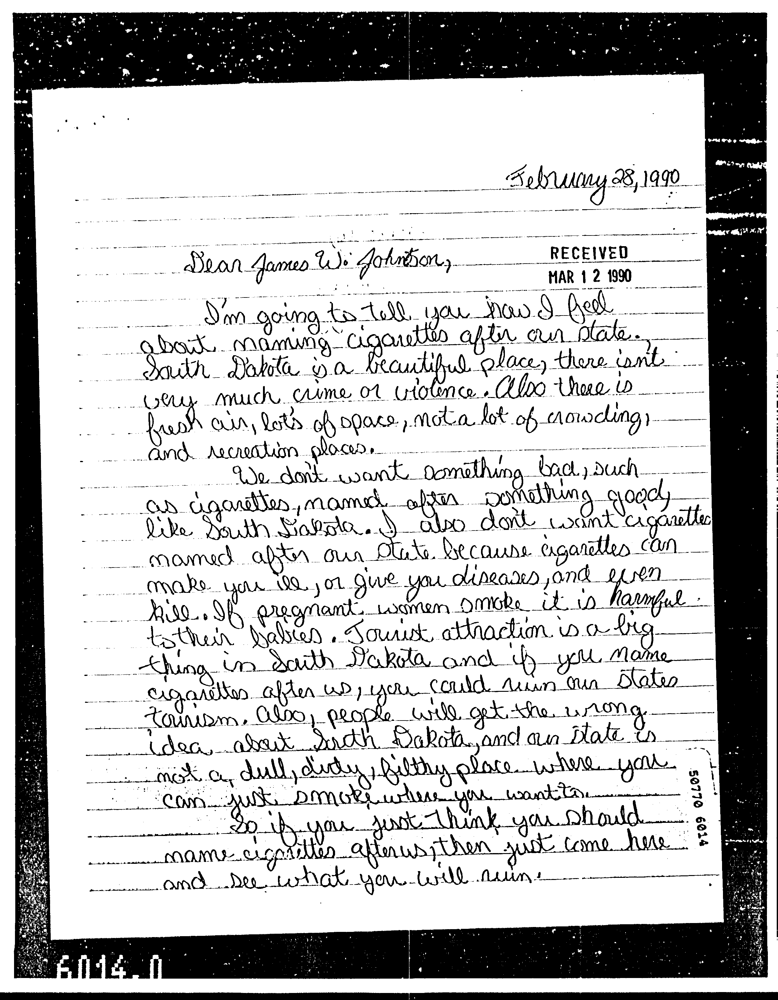 February 28, 1990
Dear James W. Johnson,
RECEIVED
MAR 12 1990
I'm going to tell you how I feel
about naming cigarettes after our state.
South Dakota is a beautiful place, there isn't
very much crime or violence. Also there is
fresh air, lot's of space, not a lot of crowding,
and recreation places.
We don't want something bad, such
as cigarettes, named after something good,
like South Dakota. I also don't want cigarettes
named after our state because cigarettes can
make you ill, or give you diseases, and even
kill. If pregnant women smoke it is harmful
to their babies. Tourist attraction is a big
thing in South Dakota and if you name
cigarettes after us, you could ruin our states
tourism. Also, people will get the wrong
idea about South Dakota, and our state is
not a, dull, dirty, filthy place where you
can just smoke where you want to.
So if you just think you should
name cigarettes after us, then just come here
and see what you will ruin.
50770 6014
6014.0